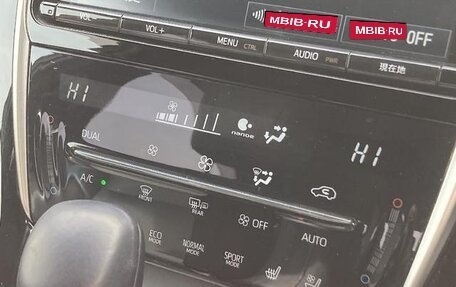 MBIB·RU
MBIB·RU
OFF
VOL-
VOL+
MENU CTRL
AUDIO PWR
現在地
HI
nanoe
HI
DUAL
A/C
FRONT
REAR
OFF
AUTO
ECO MODE
NORMAL MODE
SPORT MODE